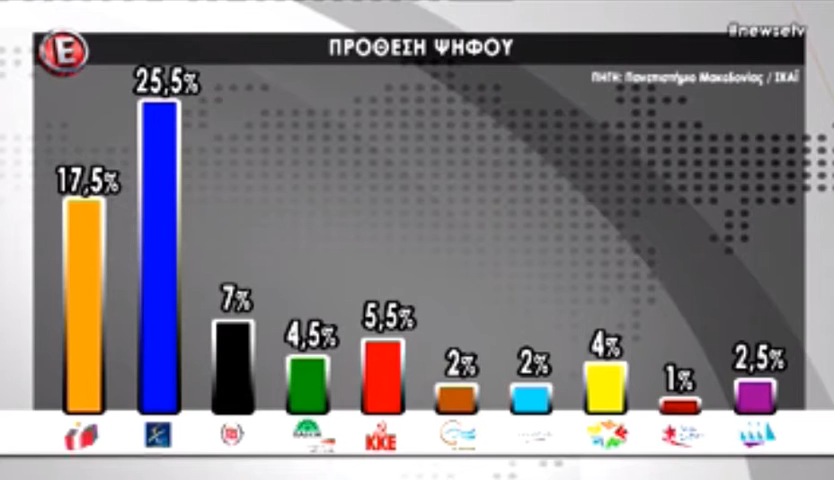 #newsetv
E
ΠΡΟΘΕΣΗ ΨΗΦΟΥ
ΠΗΓΗ: Πανεπιστήμιο Μακεδονίας / ΣΚΑΪ
25,5%
17,5%
7%
4,5%
5,5%
2%
2%
4%
1%
2,5%
ΚΚΕ